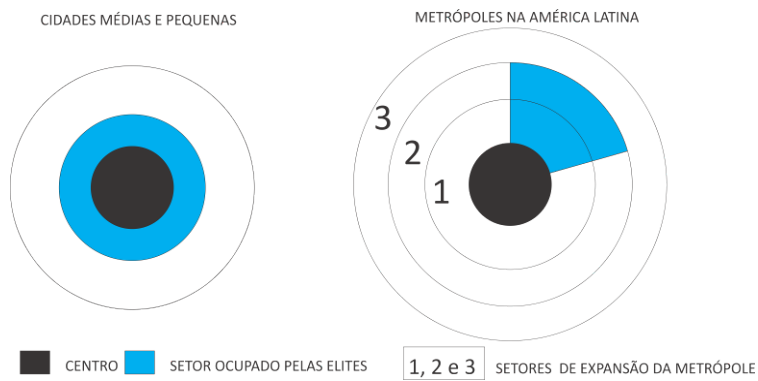 CIDADES MÉDIAS E PEQUENAS
METRÓPOLES NA AMÉRICA LATINA
3
2
1
CENTRO
SETOR OCUPADO PELAS ELITES
1, 2 e 3
SETORES DE EXPANSÃO DA METRÓPOLE